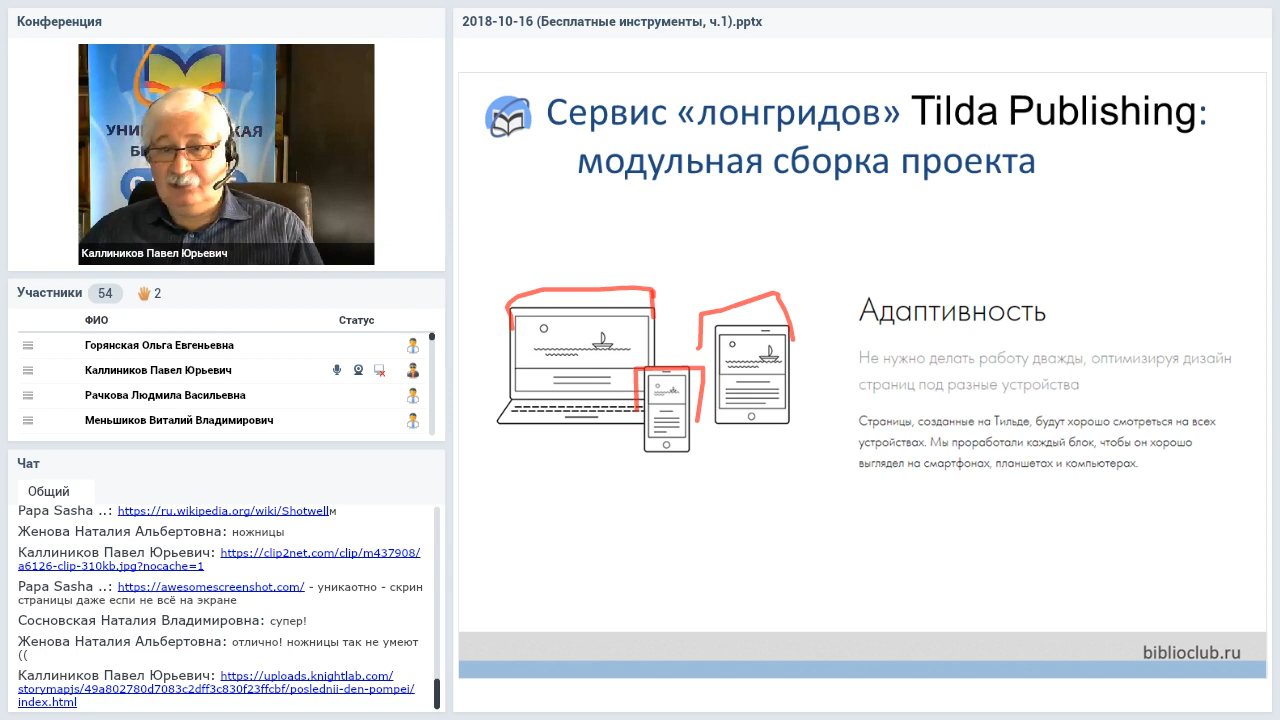 Конференция
УНИ
КАЯ
Каллиников Павел Юрьевич
Участники 54 2
ФИО Статус
Горянская Ольга Евгеньевна
Каллиников Павел Юрьевич
Рачкова Людмила Васильевна
Меньшиков Виталий Владимирович
Чат
Общий
Papa Sasha ..: https://ru.wikipedia.org/wiki/Shotwellм
Женова Наталия Альбертовна: ножницы
Каллиников Павел Юрьевич: https://clip2net.com/clip/m437908/
a6126-clip-310kb.jpg?nocache=1
Papa Sasha ..: https://awesomescreenshot.com/ - уникаотно - скрин
страницы даже еспи не всё на экране
Сосновская Наталия Владимировна: супер!
Женова Наталия Альбертовна: отлично! ножницы так не умеют
((
Каллиников Павел Юрьевич: https://uploads.knightlab.com/
storymapjs/49a802780d7083c2dff3c830f23ffcbf/poslednii-den-pompei/
index.html
2018-10-16 (Бесплатные инструменты, ч.1).pptx
Сервис «лонгридов» Tilda Publishing:
модульная сборка проекта
Адаптивность
Не нужно делать работу дважды, оптимизируя дизайн
страниц под разные устройства
Страницы, созданные на Тильде, будут хорошо смотреться на всех
устройствах. Мы проработали каждый блок, чтобы он хорошо
выглядел на смартфонах, планшетах и компьютерах.
biblioclub.ru